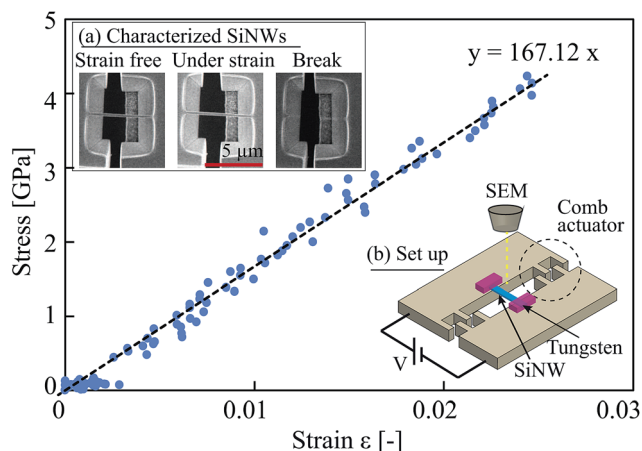 5
4
3
2
1
0
Stress [GPa]
(a) Characterized SiNWs
Strain free Under strain Break
5 μm
y = 167.12 x
SEM
Comb
actuator
(b) Set up
Tungsten
SiNW
V
0 0.01 0.02 0.03
Strain ε [-]